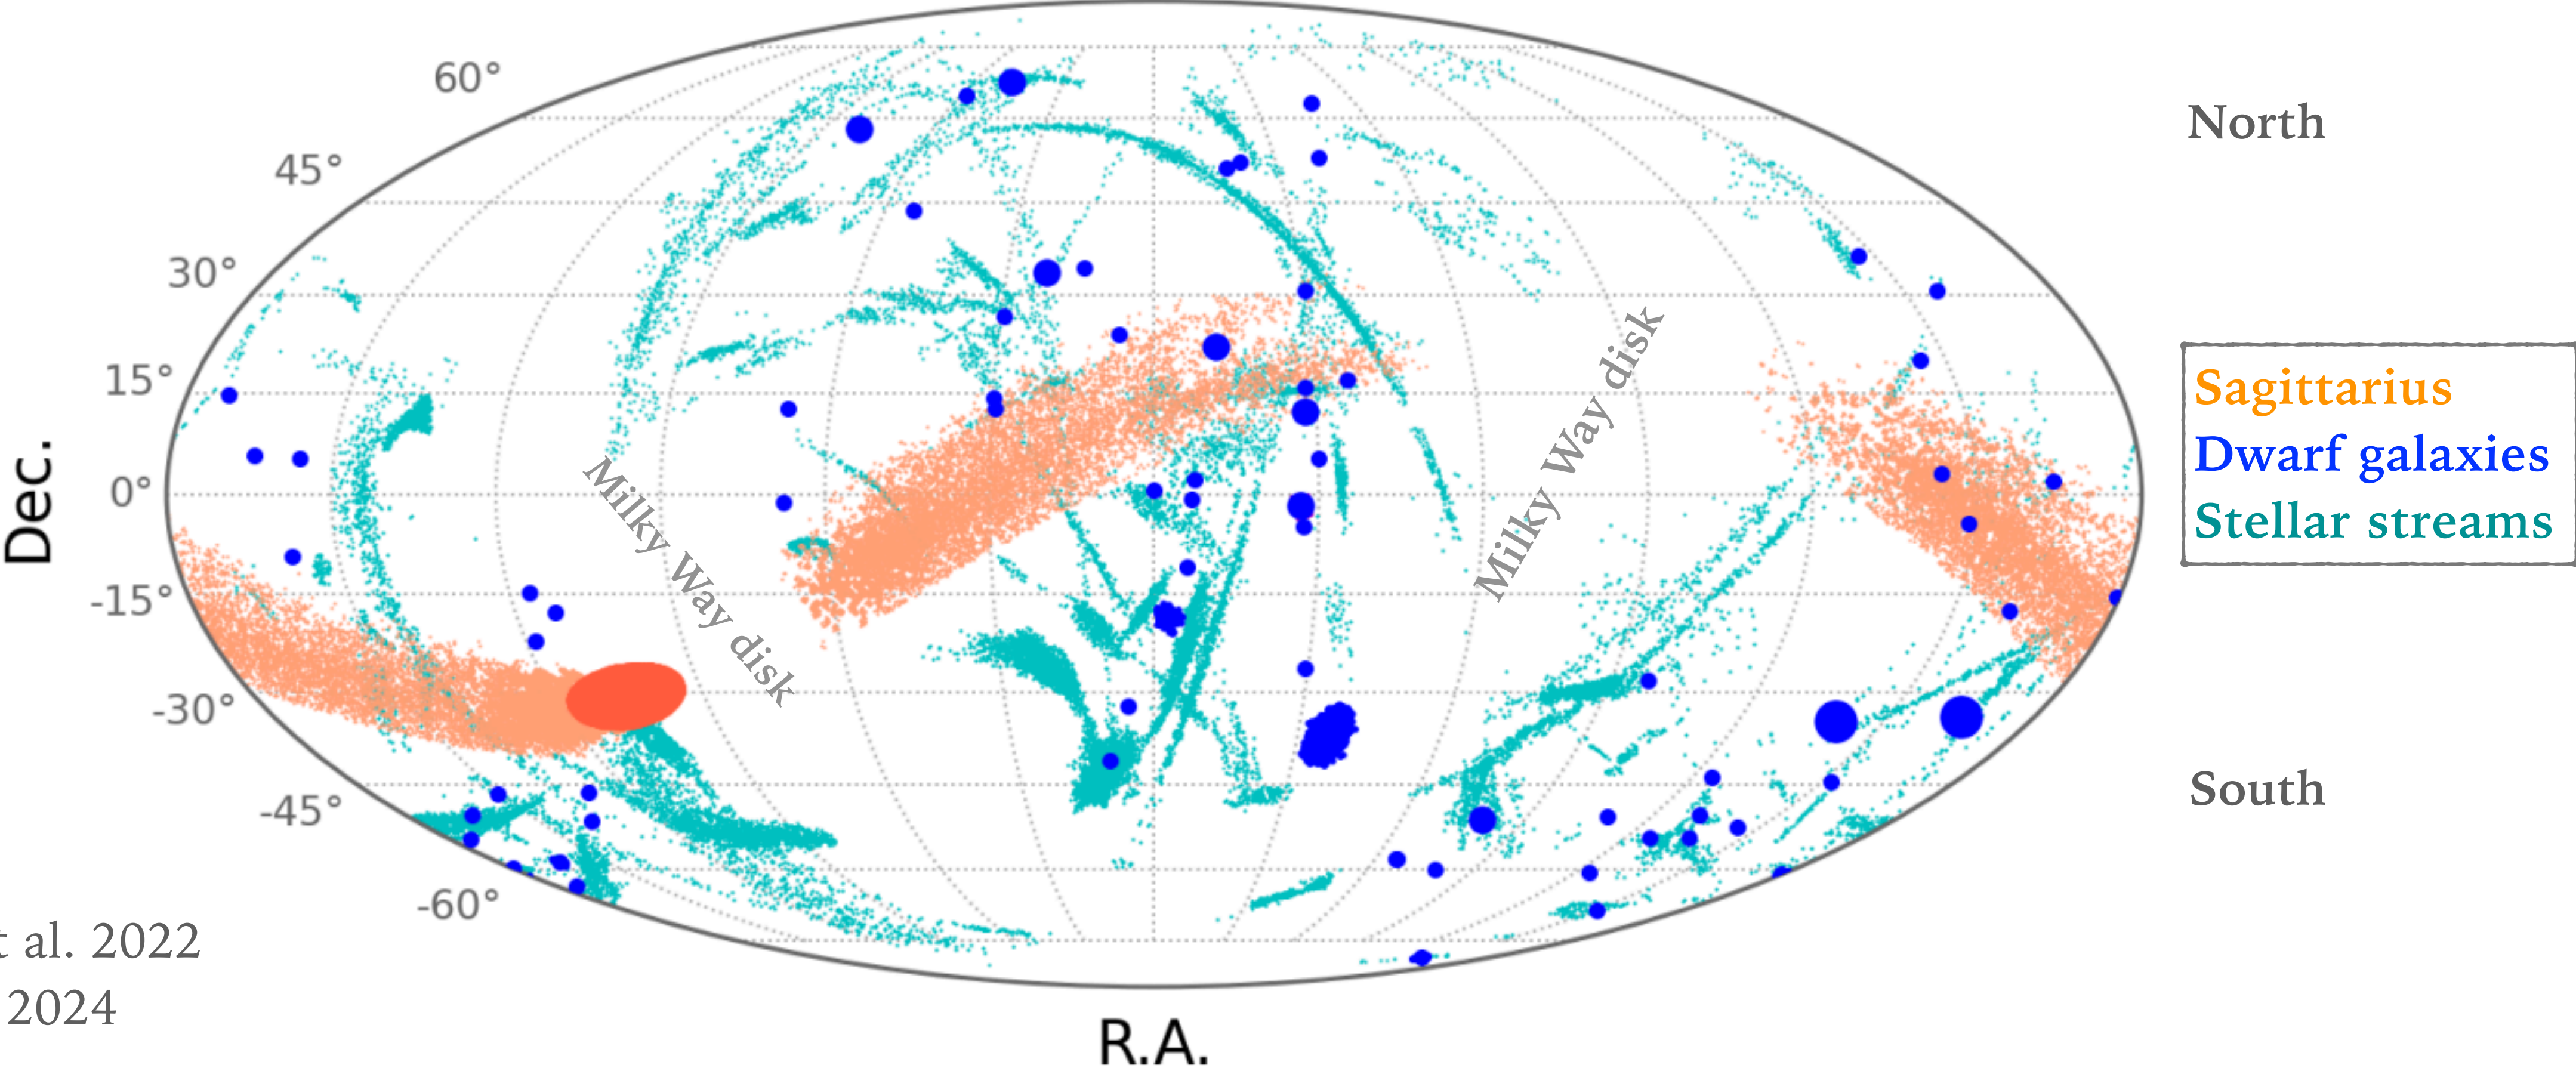 60°
45°
30°
15°
0°
-15°
-30°
-45°
-60°
Dec.
R.A.
Milky Way disk
Milky Way disk
North
Sagittarius
Dwarf galaxies
Stellar streams
South
t al. 2022
2024